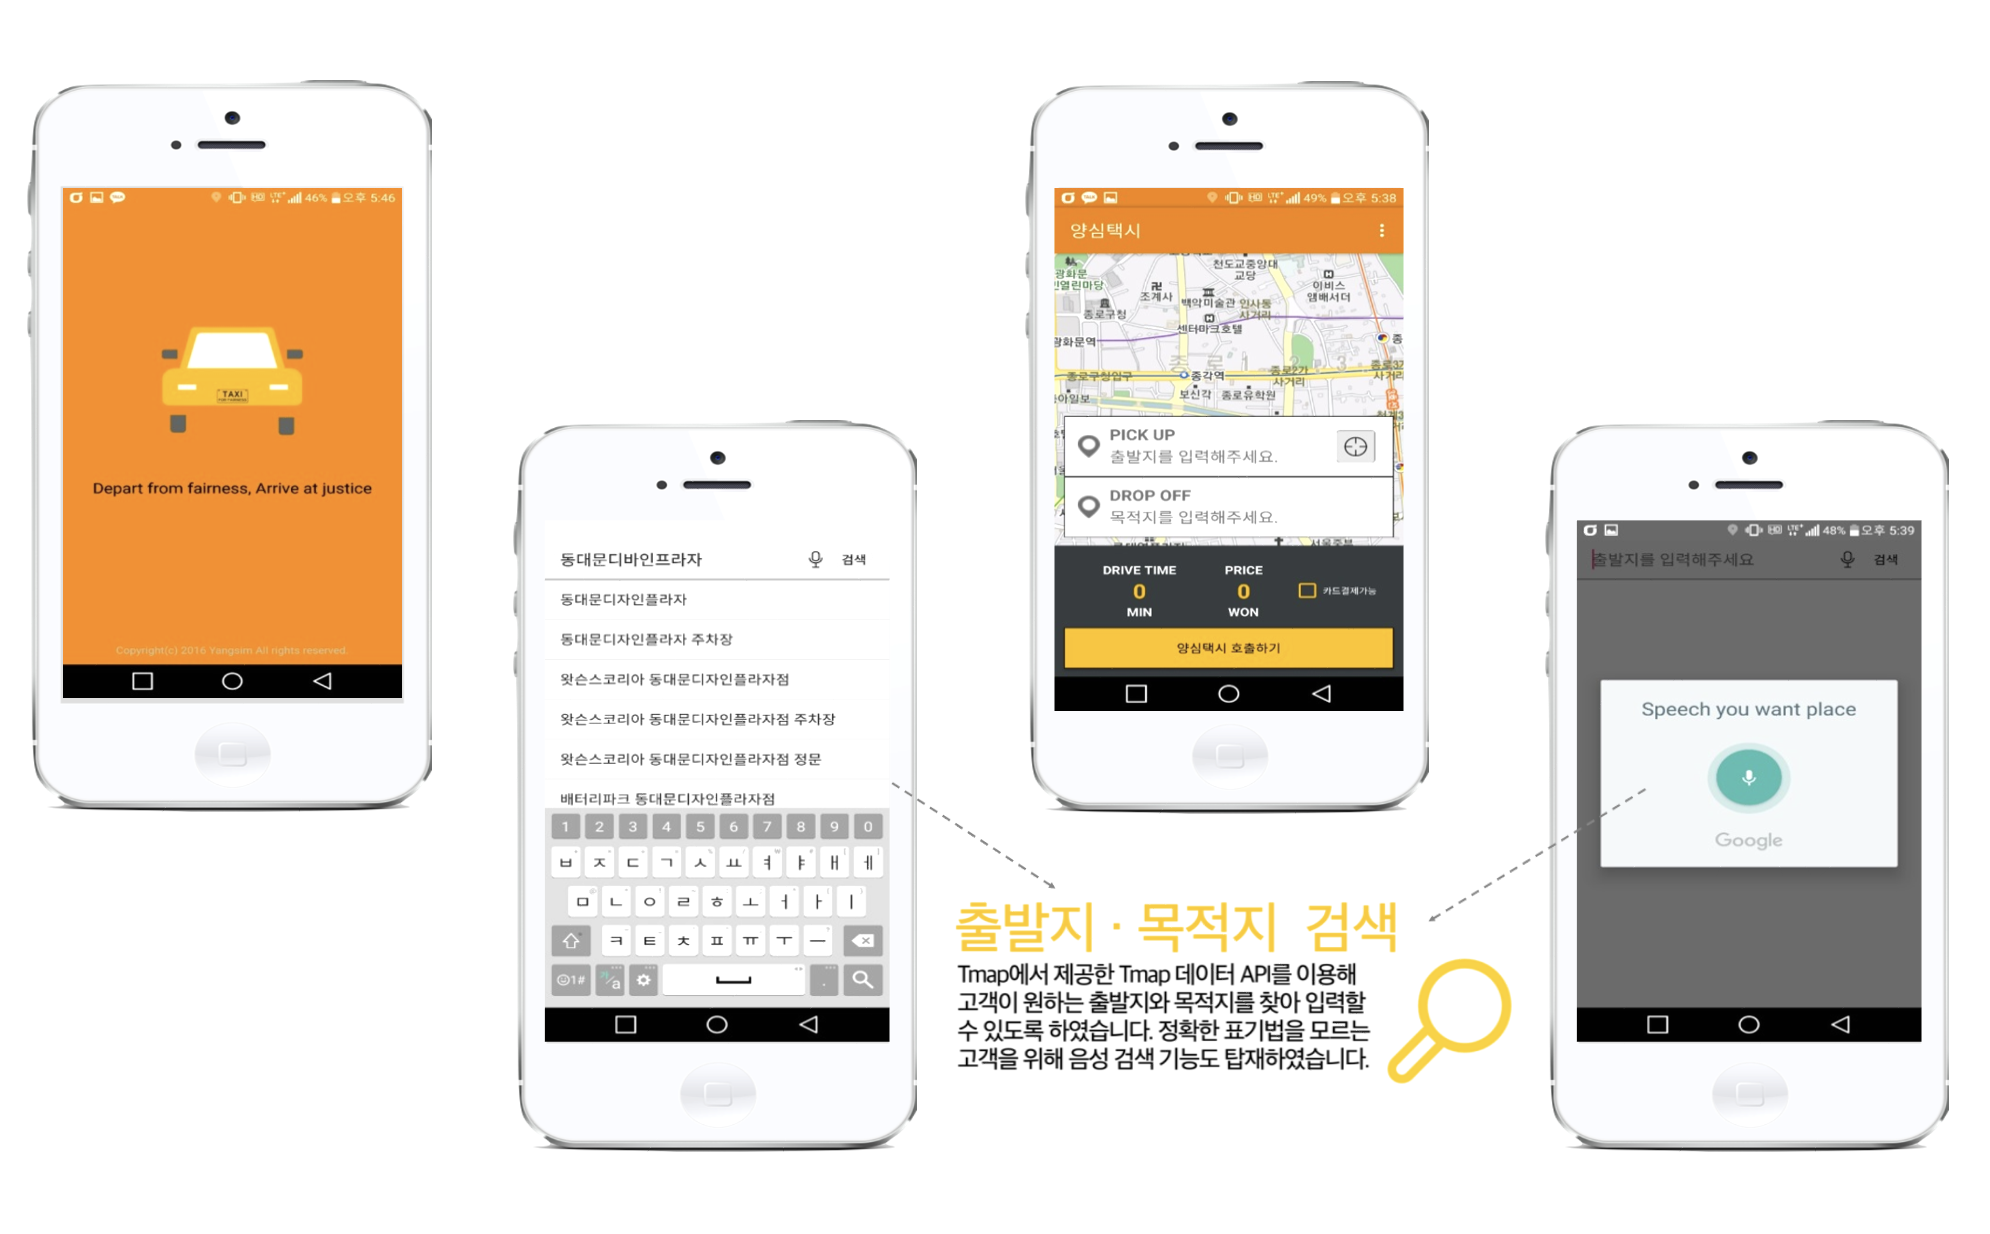 46% 오후 5:46
TAXI
Depart from fairness, Arrive at justice
Copyright(c) 2016 Yangsim All rights reserved.
동대문디바인프라자 검색
동대문디자인플라자
동대문디자인플라자 주차장
왓슨스코리아 동대문디자인플라자점
왓슨스코리아 동대문디자인플라자점 주차장
왓슨스코리아 동대문디자인플라자점 정문
배터리파크 동대문디자인플라자점
1 2 3 4 5 6 7 8 9 0
ㅂ ㅈ ㄷ ㄱ ㅅ ㅛ ㅕ ㅑ ㅐ ㅔ
ㅁ ㄴ ㅇ ㄹ ㅎ ㅗ ㅓ ㅏ ㅣ
ㅋ ㅌ ㅊ ㅍ ㅠ ㅜ ㅡ
49% 오후 5:38
양심택시
천도교중앙대
교당
광화문
이비스
앰배서더
조계사
백악미술관
인사동
사거리
종로구청
센터마크호텔
광화문역
종로구청입구
종각역
종로2가
사거리
보신각
종로유학원
PICK UP
출발지를 입력해주세요.
DROP OFF
목적지를 입력해주세요.
DRIVE TIME PRICE
0 0 카드결제가능
MIN WON
양심택시 호출하기
48% 오후 5:39
출발지를 입력해주세요 검색
Speech you want place
Google
출발지 · 목적지 검색
Tmap에서 제공한 Tmap 데이터 API를 이용해
고객이 원하는 출발지와 목적지를 찾아 입력할
수 있도록 하였습니다. 정확한 표기법을 모르는
고객을 위해 음성 검색 기능도 탑재하였습니다.